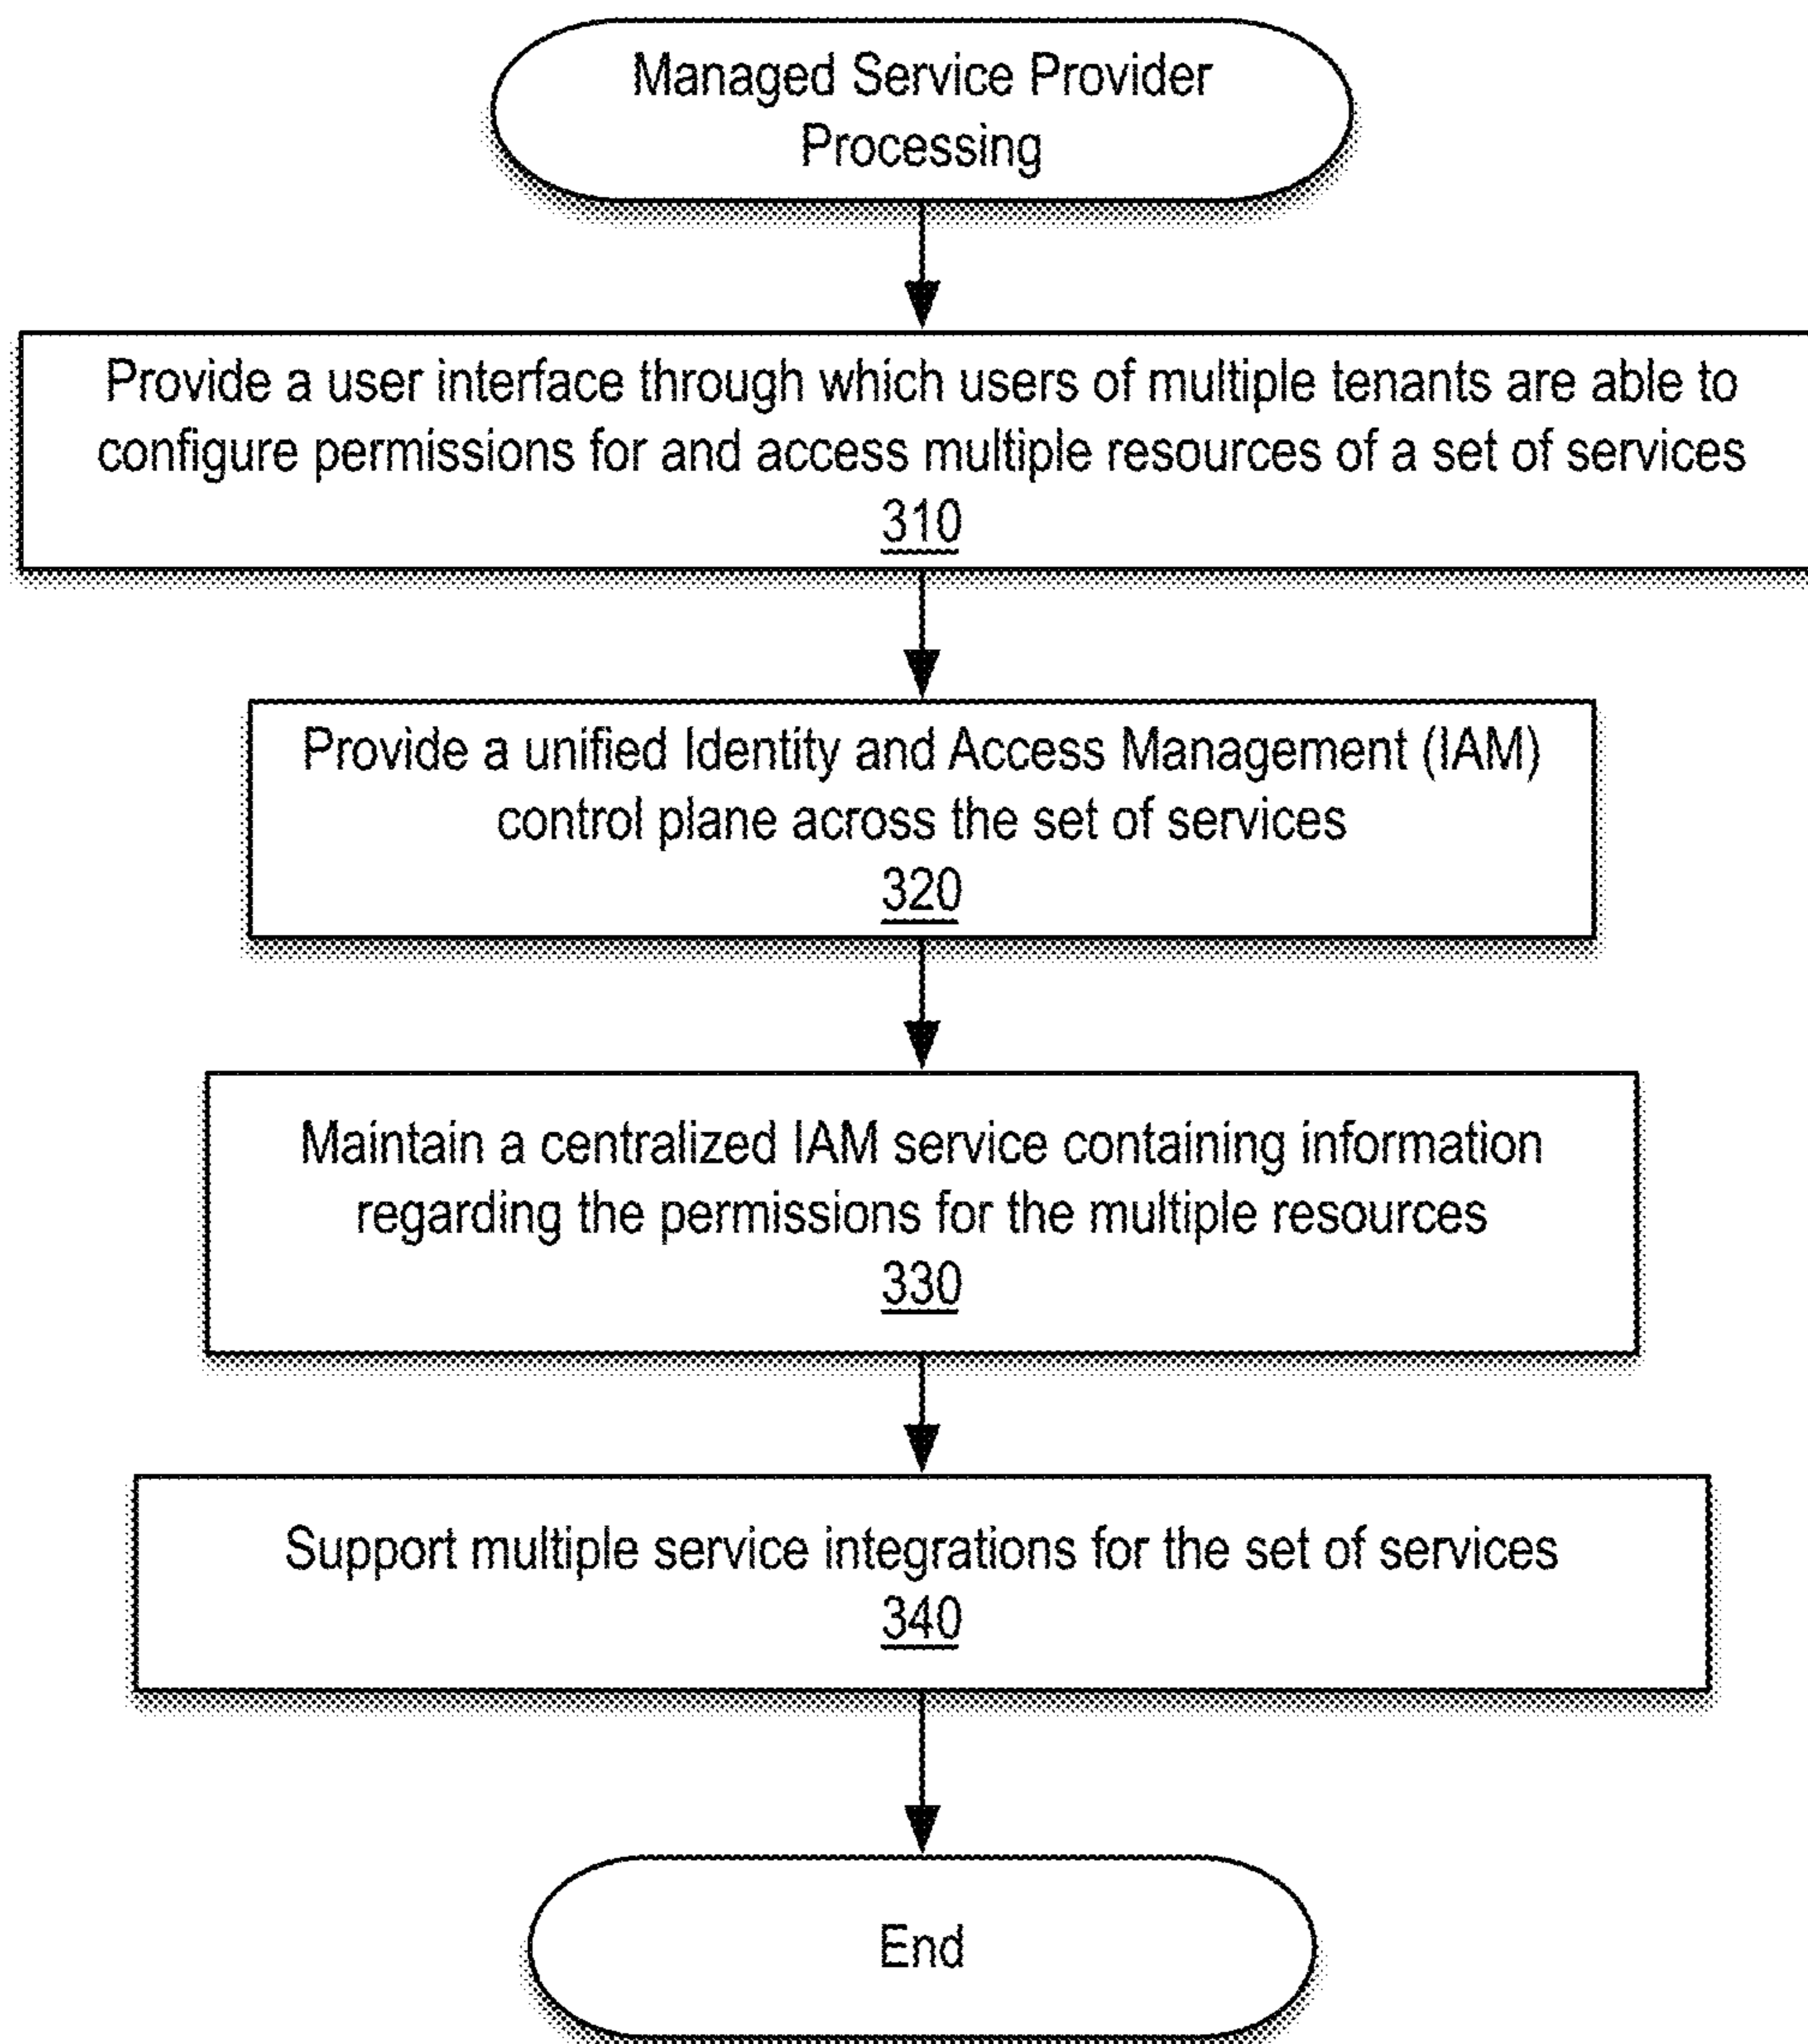 Managed Service Provider
Processing
Provide a user interface through which users of multiple tenants are able to
configure permissions for and access multiple resources of a set of services
310
Provide a unified Identity and Access Management (IAM)
control plane across the set of services
320
Maintain a centralized IAM service containing information
regarding the permissions for the multiple resources
330
Support multiple service integrations for the set of services
340
End